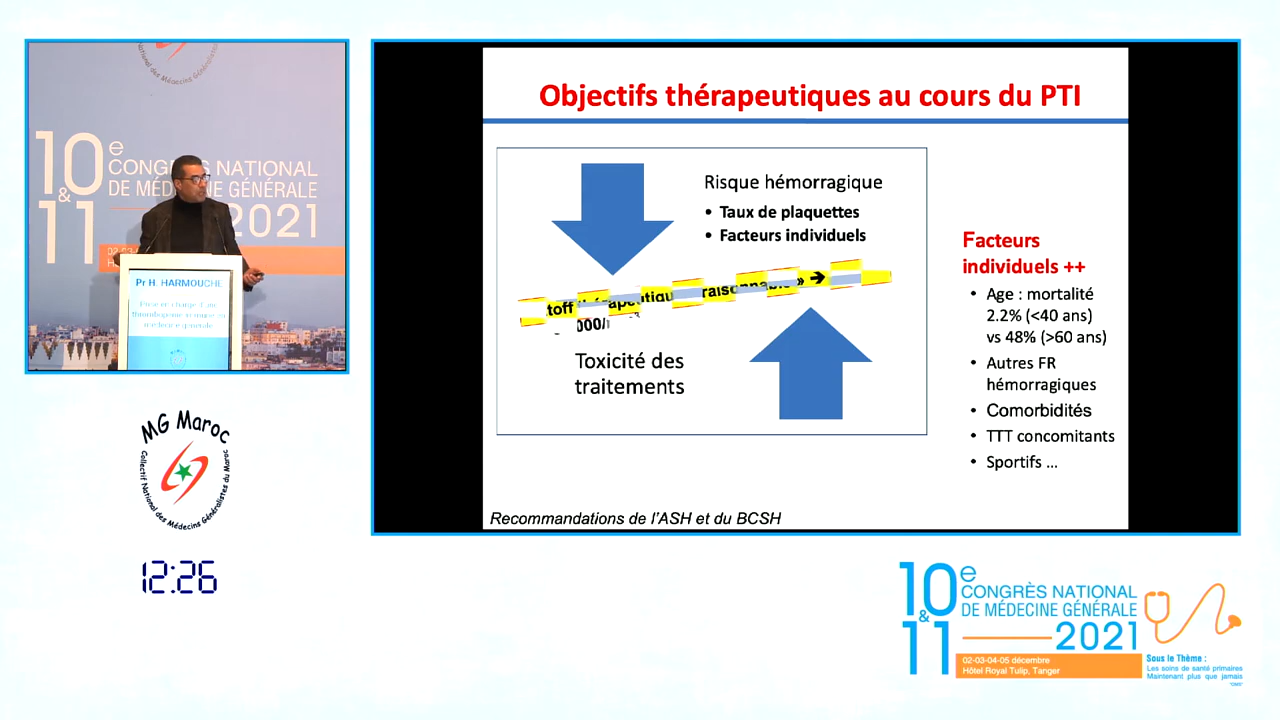 10e
&
11
CONGRÈS NATIONAL
DE MÉDECINE GÉNÉRALE
2021
Pr H. HARMOUCHE
MG Maroc
Collectif National des Médecins Généralistes du Maroc
12:26
Objectifs thérapeutiques au cours du PTI
Risque hémorragique
• Taux de plaquettes
• Facteurs individuels
Toxicité des
traitements
Facteurs
individuels ++
• Age : mortalité
2.2% (<40 ans)
vs 48% (>60 ans)
• Autres FR
hémorragiques
• Comorbidités
• TTT concomitants
• Sportifs ...
Recommandations de l'ASH et du BCSH
10e
&
11
CONGRÈS NATIONAL
DE MÉDECINE GÉNÉRALE
2021
02-03-04-05 décembre
Hôtel Royal Tulip, Tanger
Sous le Thème :
Les soins de santé primaires
Maintenant plus que jamais